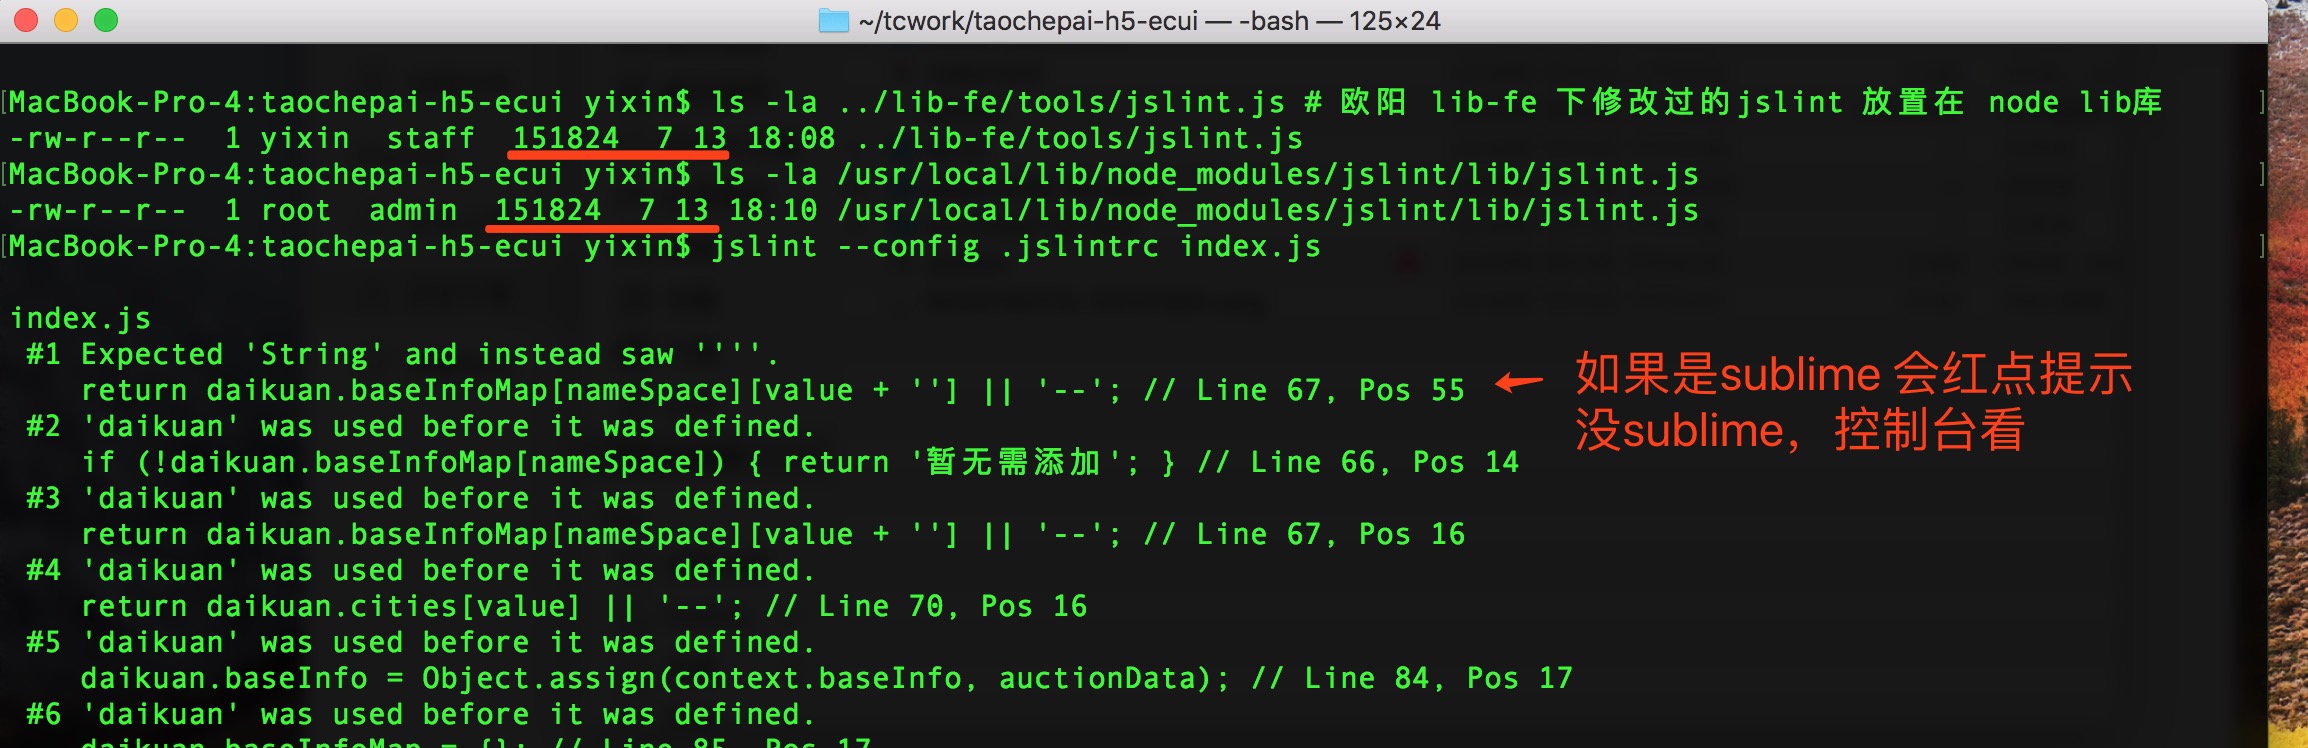 ~/tcwork/taochepai-h5-ecui — -bash — 125×24
[MacBook-Pro-4:taochepai-h5-ecui yixin$ ls -la ../lib-fe/tools/jslint.js # 欧阳 lib-fe 下修改过的jslint 放置在 node lib库 ]
-rw-r--r--  1 yixin  staff  151824  7 13 18:08 ../lib-fe/tools/jslint.js
[MacBook-Pro-4:taochepai-h5-ecui yixin$ ls -la /usr/local/lib/node_modules/jslint/lib/jslint.js ]
-rw-r--r--  1 root  admin  151824  7 13 18:10 /usr/local/lib/node_modules/jslint/lib/jslint.js
[MacBook-Pro-4:taochepai-h5-ecui yixin$ jslint --config .jslintrc index.js ]
index.js
#1 Expected 'String' and instead saw ''''.
return daikuan.baseInfoMap[nameSpace][value + ''] || '--'; // Line 67, Pos 55
如果是sublime 会红点提示
没sublime，控制台看
#2 'daikuan' was used before it was defined.
if (!daikuan.baseInfoMap[nameSpace]) { return '暂无需添加'; } // Line 66, Pos 14
#3 'daikuan' was used before it was defined.
return daikuan.baseInfoMap[nameSpace][value + ''] || '--'; // Line 67, Pos 16
#4 'daikuan' was used before it was defined.
return daikuan.cities[value] || '--'; // Line 70, Pos 16
#5 'daikuan' was used before it was defined.
daikuan.baseInfo = Object.assign(context.baseInfo, auctionData); // Line 84, Pos 17
#6 'daikuan' was used before it was defined.
daikuan.baseInfoMap = {}; // Line 85, Pos 17